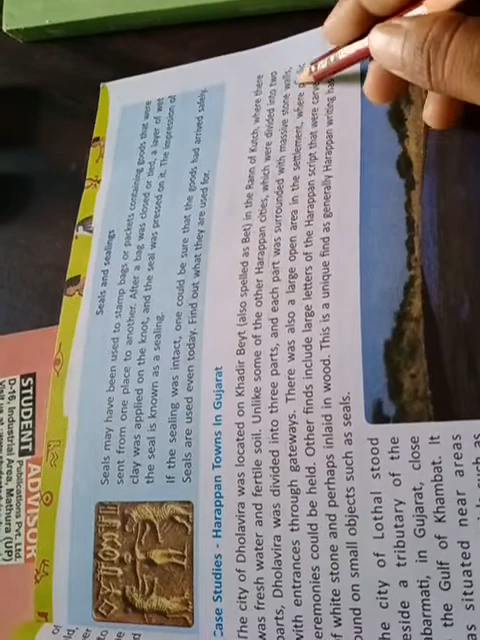 STUDENT
ADVISOR
Publications Pvt. Ltd.
D-16, Industrial Area, Mathura (UP)
Seals and sealings
Seals may have been used to stamp bags or packets containing goods that were
sent from one place to another. After a bag was closed or tied, a layer of wet
clay was applied on the knot, and the seal was pressed on it. The impression of
the seal is known as a sealing.
If the sealing was intact, one could be sure that the goods, had arrived safely.
Seals are used even today. Find out what they are used for.
Case Studies - Harappan Towns In Gujarat
The city of Dholavira was located on Khadir Beyt (also spelled as Bet) in the Rann of Kutch, where there
was fresh water and fertile soil. Unlike some of the other Harappan cities, which were divided into two
parts, Dholavira was divided into three parts, and each part was surrounded with massive stone walls,
with entrances through gateways. There was also a large open area in the settlement, where
ceremonies could be held. Other finds include large letters of the Harappan script that were
of white stone and perhaps inlaid in wood. This is a unique find as generally Harappan writing has
found on small objects such as seals.
The city of Lothal stood
beside a tributary of the
Sabarmati, in Gujarat, close
the Gulf of Khambat. It
was situated near areas
such as